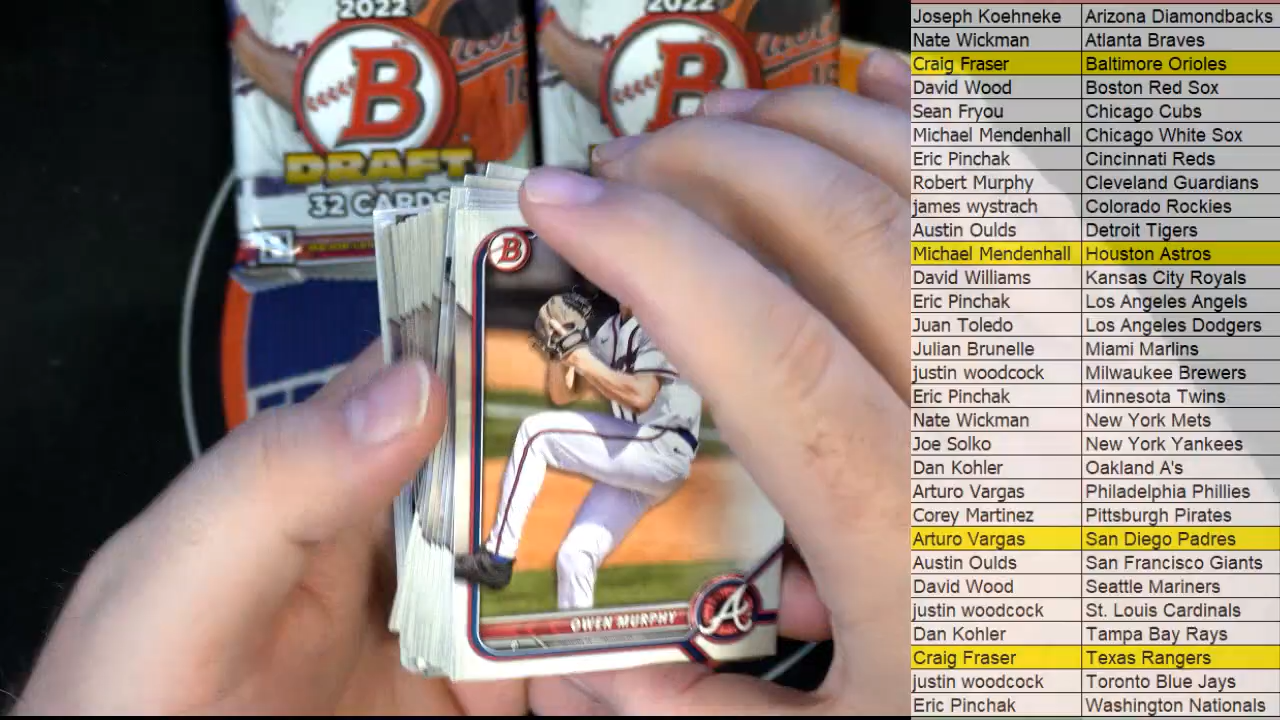 2022
B
DRAFT
32 CARDS
2022
B
B
OWEN MURPHY
A
Joseph Koehneke Arizona Diamondbacks
Nate Wickman Atlanta Braves
Craig Fraser Baltimore Orioles
David Wood Boston Red Sox
Sean Fryou Chicago Cubs
Michael Mendenhall Chicago White Sox
Eric Pinchak Cincinnati Reds
Robert Murphy Cleveland Guardians
james wystrach Colorado Rockies
Austin Oulds Detroit Tigers
Michael Mendenhall Houston Astros
David Williams Kansas City Royals
Eric Pinchak Los Angeles Angels
Juan Toledo Los Angeles Dodgers
Julian Brunelle Miami Marlins
justin woodcock Milwaukee Brewers
Eric Pinchak Minnesota Twins
Nate Wickman New York Mets
Joe Solko New York Yankees
Dan Kohler Oakland A's
Arturo Vargas Philadelphia Phillies
Corey Martinez Pittsburgh Pirates
Arturo Vargas San Diego Padres
Austin Oulds San Francisco Giants
David Wood Seattle Mariners
justin woodcock St. Louis Cardinals
Dan Kohler Tampa Bay Rays
Craig Fraser Texas Rangers
justin woodcock Toronto Blue Jays
Eric Pinchak Washington Nationals